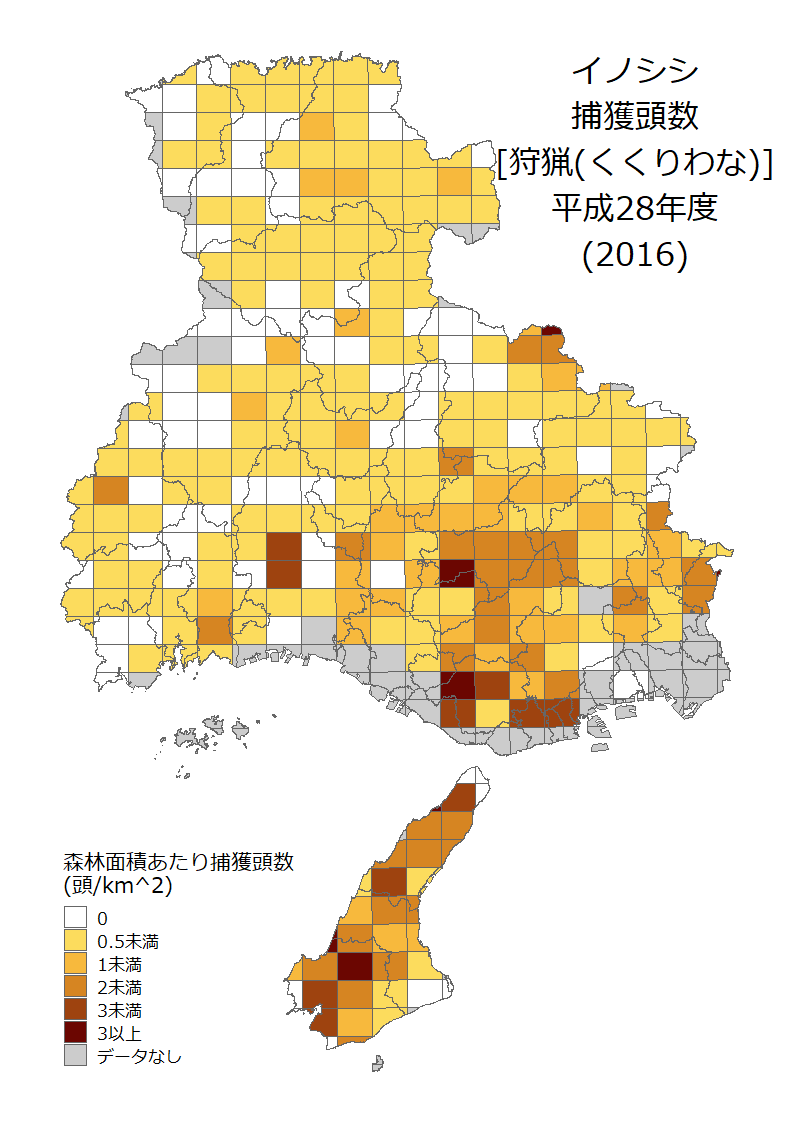 イノシシ
捕獲頭数
[狩猟(くくりわな)]
平成28年度
(2016)
森林面積あたり捕獲頭数
(頭/km^2)
0
0.5未満
1未満
2未満
3未満
3以上
データなし